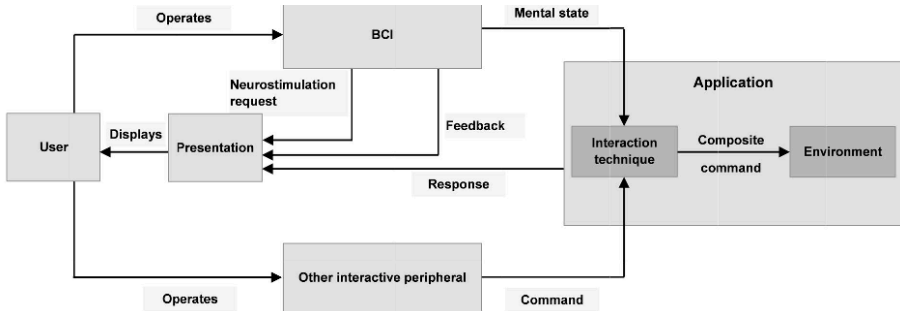 Operates
BCI
Mental state
Neurostimulation
request
Application
Feedback
User
Displays
Presentation
Interaction
technique
Composite
command
Environment
Response
Other interactive peripheral
Operates
Command